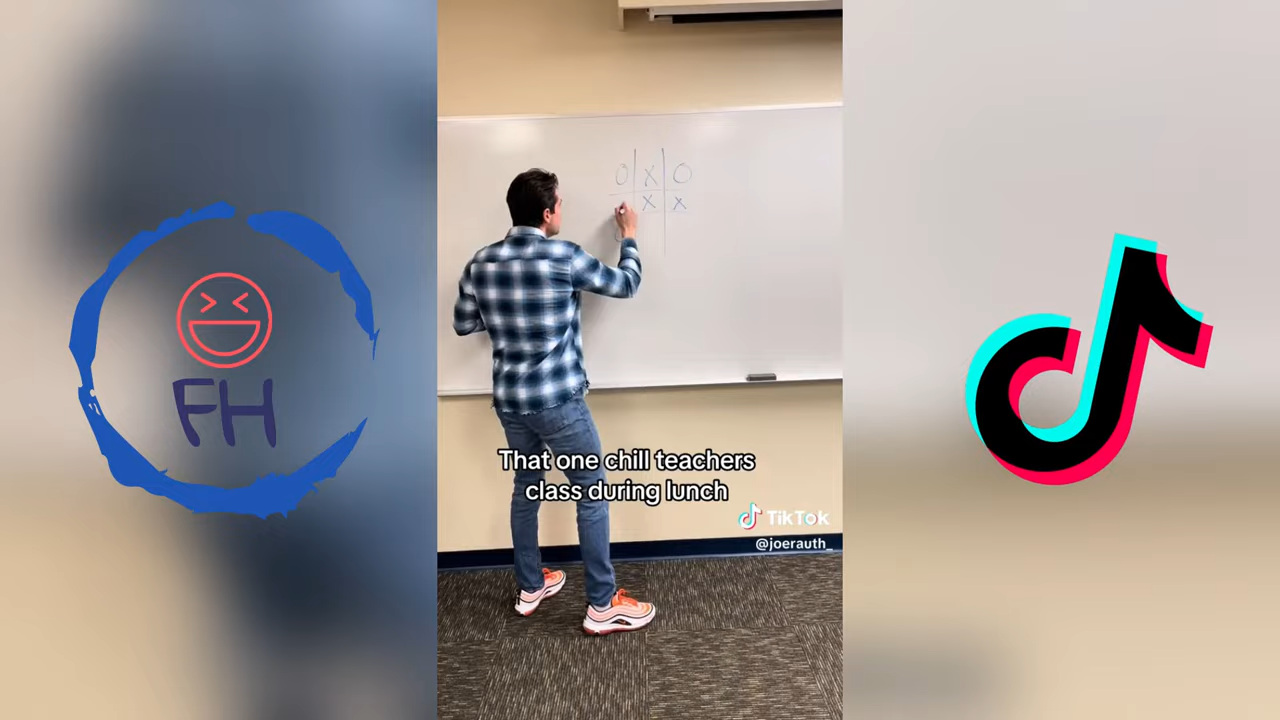 FH
O X O
X X
That one chill teachers
class during lunch
TikTok
@joerauth_